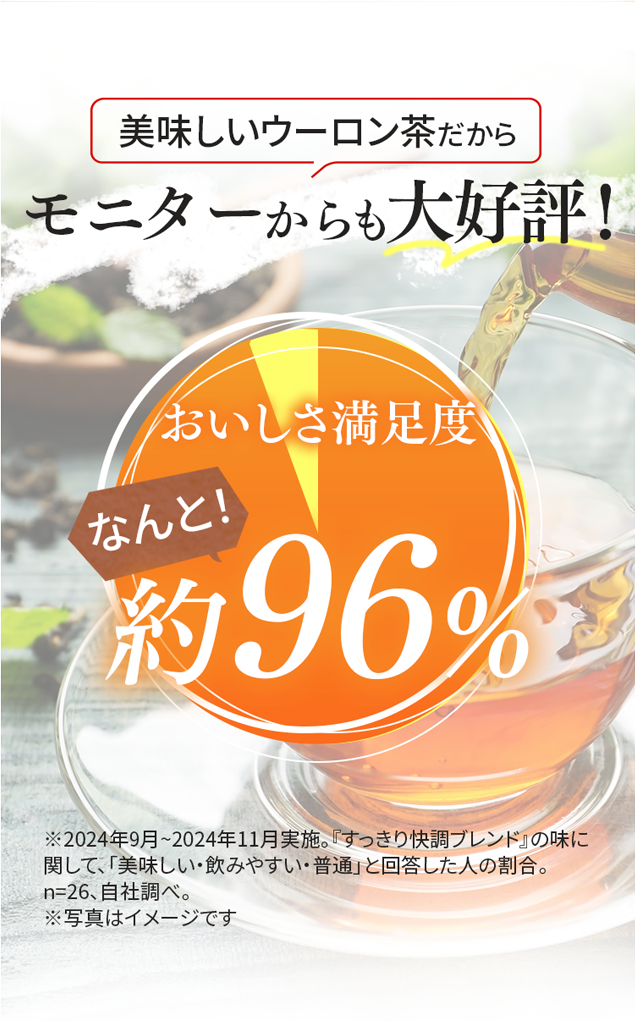 美味しいウーロン茶だから
モニターからも大好評！
おいしさ満足度
なんと！
約96%
※2024年9月~2024年11月実施。『すっきり快調ブレンド』の味に
関して、「美味しい・飲みやすい・普通」と回答した人の割合。
n=26、自社調べ。
※写真はイメージです